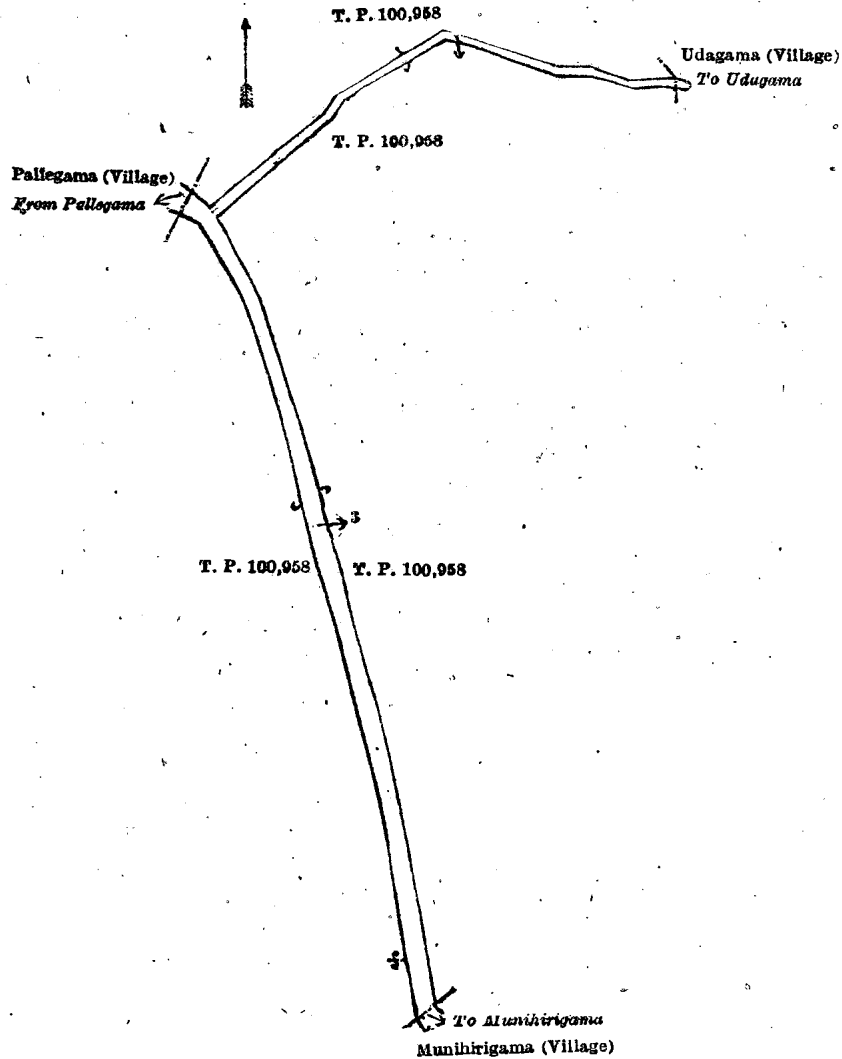 T. P. 100,958
Udagama (Village)
To Udugama
T. P. 100,958
Pallegama (Village)
From Pallegama
5
T. P. 100,958 T. P. 100,958
To Munihirigama
Munihirigama (Village)